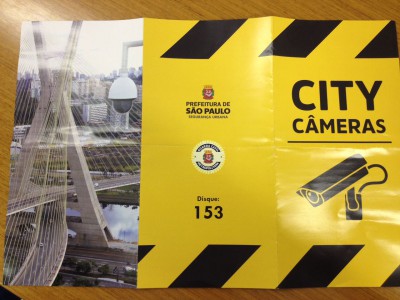 PREFEITURA DE
SÃO PAULO
SEGURANÇA URBANA
Disque:
153
CITY
CÂMERAS